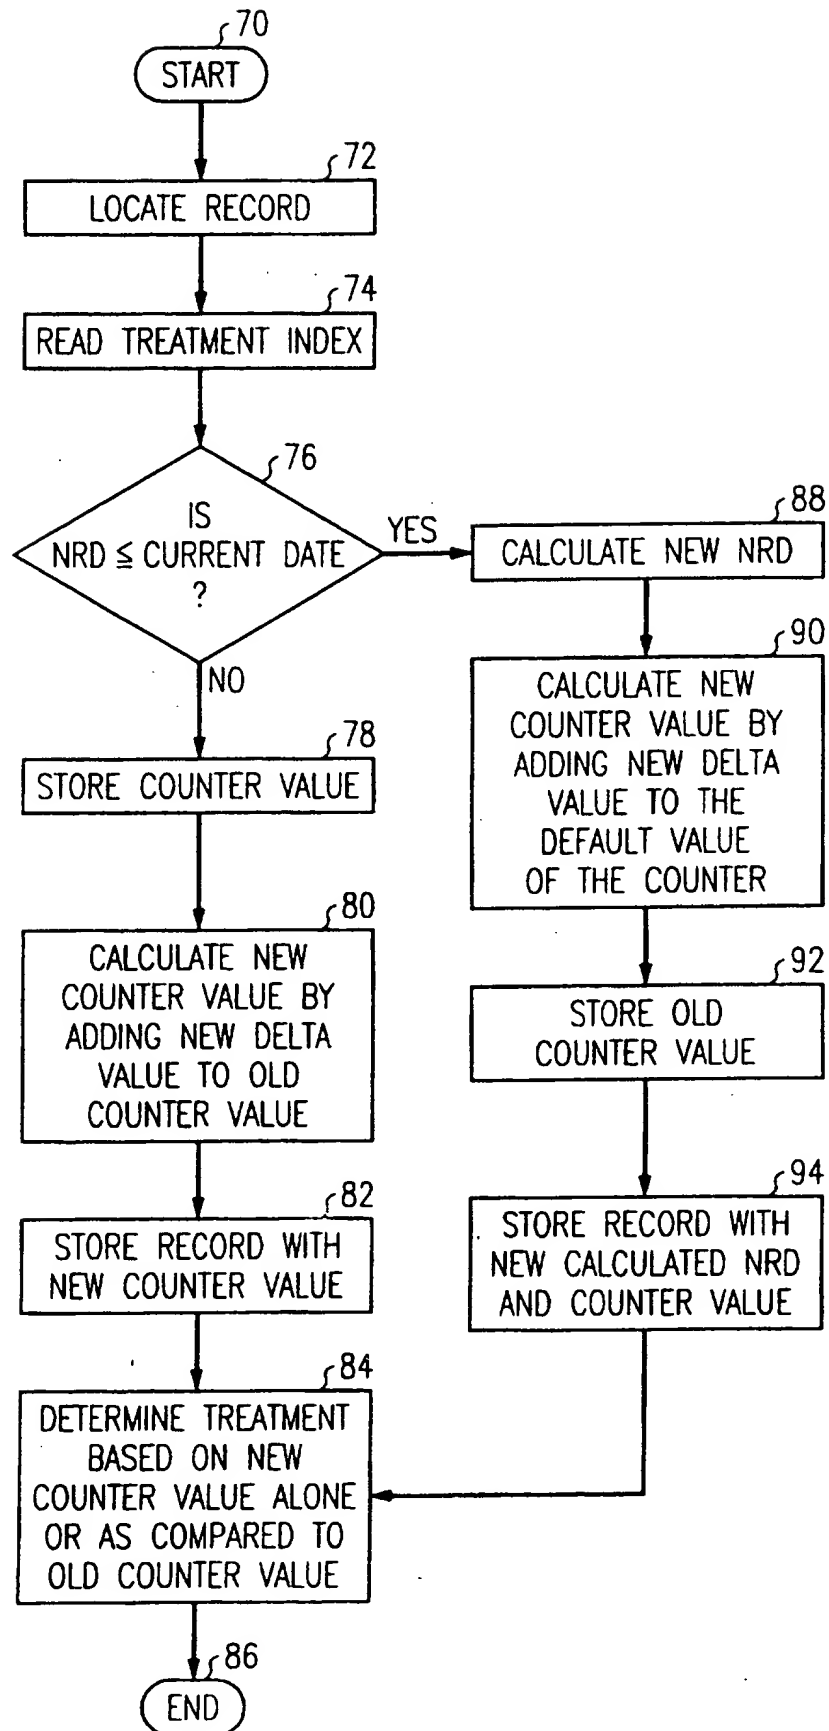 70
START
72
LOCATE RECORD
74
READ TREATMENT INDEX
76
IS
NRD ≦ CURRENT DATE
?
YES
NO
78
STORE COUNTER VALUE
80
CALCULATE NEW
COUNTER VALUE BY
ADDING NEW DELTA
VALUE TO OLD
COUNTER VALUE
82
STORE RECORD WITH
NEW COUNTER VALUE
84
DETERMINE TREATMENT
BASED ON NEW
COUNTER VALUE ALONE
OR AS COMPARED TO
OLD COUNTER VALUE
86
END
88
CALCULATE NEW NRD
90
CALCULATE NEW
COUNTER VALUE BY
ADDING NEW DELTA
VALUE TO THE
DEFAULT VALUE
OF THE COUNTER
92
STORE OLD
COUNTER VALUE
94
STORE RECORD WITH
NEW CALCULATED NRD
AND COUNTER VALUE